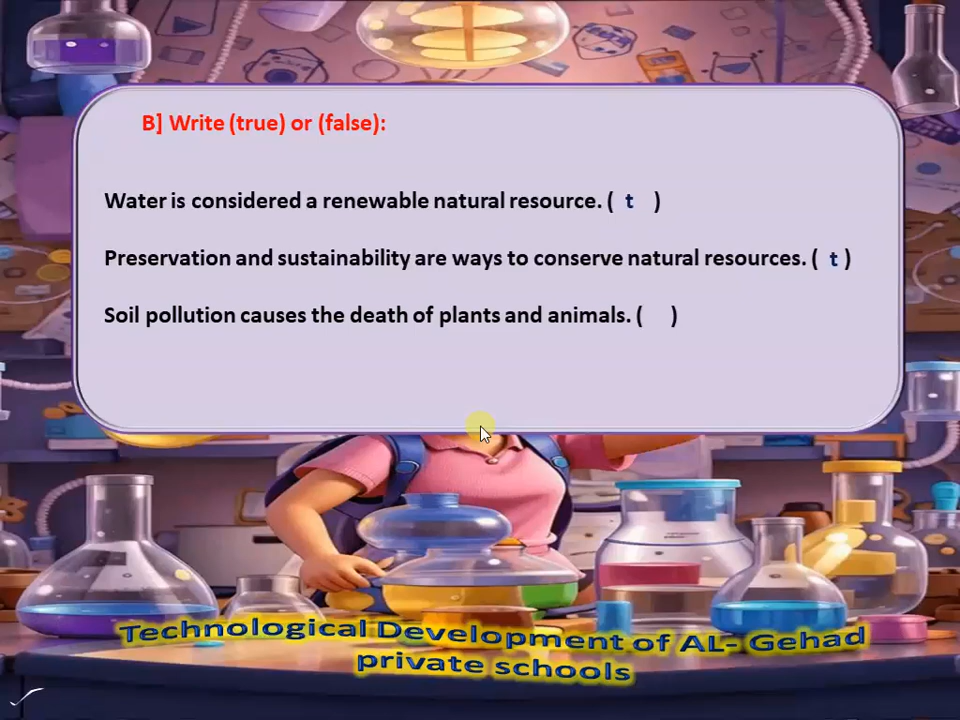 B] Write (true) or (false):
Water is considered a renewable natural resource. ( t )
Preservation and sustainability are ways to conserve natural resources. ( t )
Soil pollution causes the death of plants and animals. ( )
Technological Development of AL- Gehad
private schools